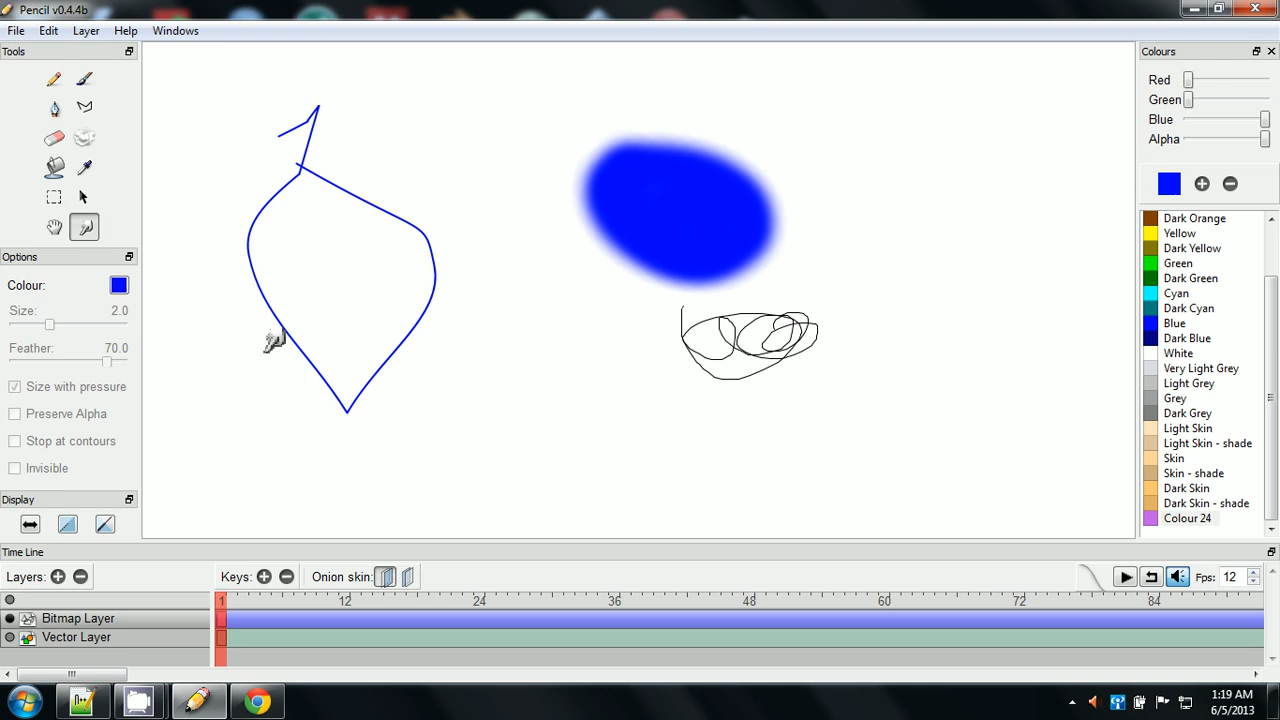 Pencil v0.4.4b
File Edit Layer Help Windows
Tools
Options
Colour:
Size: 2.0
Feather: 70.0
Size with pressure
Preserve Alpha
Stop at contours
Invisible
Display
Colours
Red
Green
Blue
Alpha
Dark Orange
Yellow
Dark Yellow
Green
Dark Green
Cyan
Dark Cyan
Blue
Dark Blue
White
Very Light Grey
Light Grey
Grey
Dark Grey
Light Skin
Light Skin - shade
Skin
Skin - shade
Dark Skin
Dark Skin - shade
Colour 24
Time Line
Layers: Keys: Onion skin: Fps: 12
1 12 24 36 48 60 72 84
Bitmap Layer
Vector Layer
1:19 AM
6/5/2013